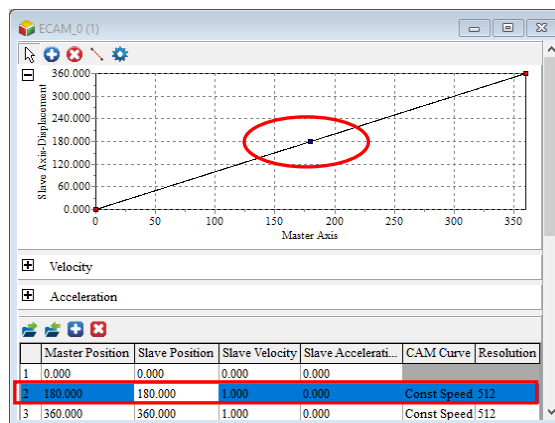 ECAM_0 (1)
360.000
300.000
240.000
180.000
120.000
60.000
0.000
Slave Axis-Displacement
0 50 100 150 200 250 300 350
Master Axis
Velocity
Acceleration
Master Position Slave Position Slave Velocity Slave Accelerati... CAM Curve Resolution
1 0.000 0.000 0.000 0.000
2 180.000 180.000 1.000 0.000 Const Speed 512
3 360.000 360.000 1.000 0.000 Const Speed 512